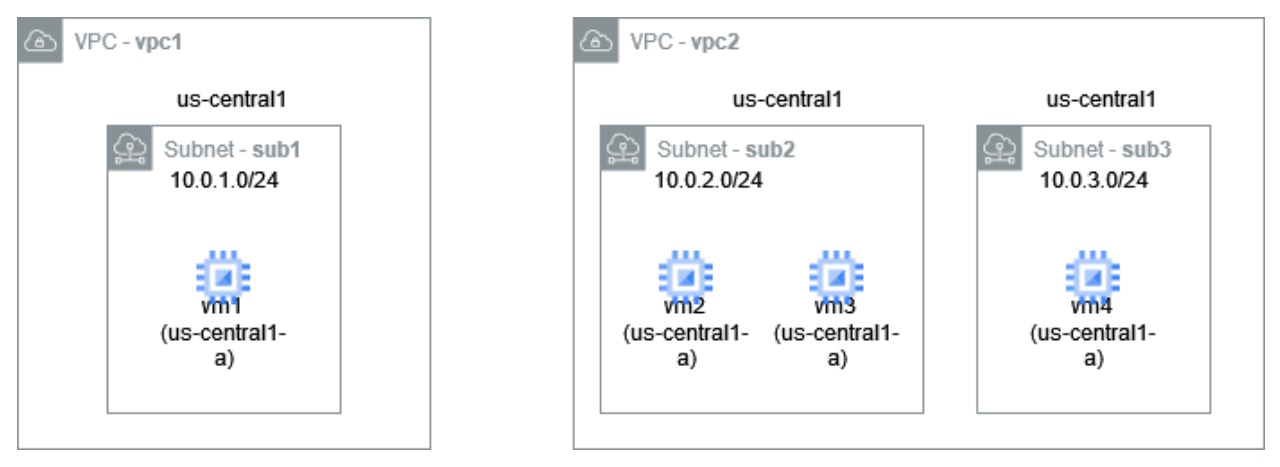 VPC - vpc1
us-central1
Subnet - sub1
10.0.1.0/24
vm1
(us-central1-
a)
VPC - vpc2
us-central1
Subnet - sub2
10.0.2.0/24
vm2
(us-central1-
a)
vm3
(us-central1-
a)
us-central1
Subnet - sub3
10.0.3.0/24
vm4
(us-central1-
a)